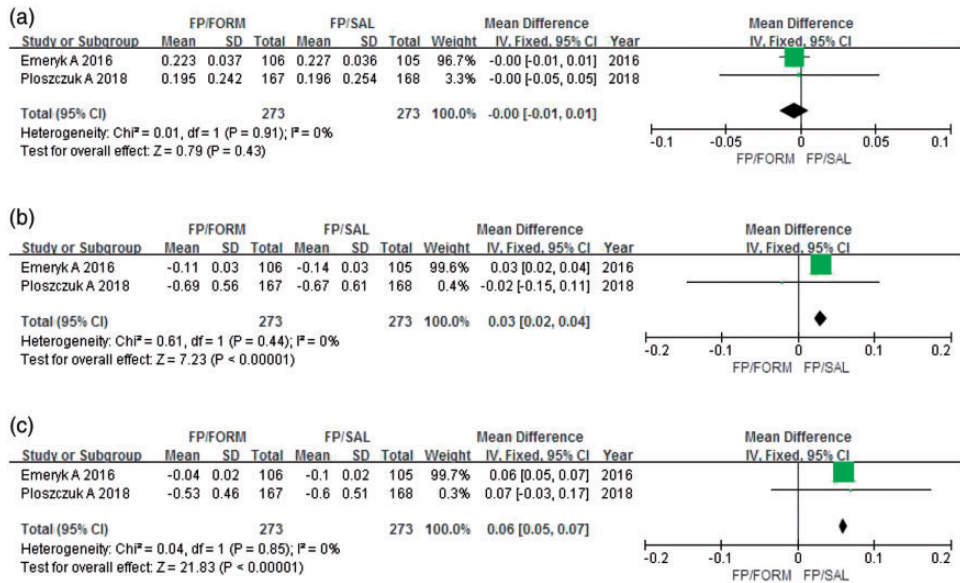 (a)
FP/FORM FP/SAL Mean Difference Mean Difference
Study or Subgroup Mean SD Total Mean SD Total Weight IV, Fixed, 95% CI Year IV, Fixed, 95% CI
Emeryk A 2016 0.223 0.037 106 0.227 0.036 105 96.7% -0.00 [-0.01, 0.01] 2016
Ploszczuk A 2018 0.195 0.242 167 0.196 0.254 168 3.3% -0.00 [-0.05, 0.05] 2018
Total (95% CI) 273 273 100.0% -0.00 [-0.01, 0.01]
Heterogeneity: Chi² = 0.01, df = 1 (P = 0.91); I² = 0%
Test for overall effect: Z = 0.79 (P = 0.43)
-0.1 -0.05 0 0.05 0.1
FP/FORM FP/SAL
(b)
FP/FORM FP/SAL Mean Difference Mean Difference
Study or Subgroup Mean SD Total Mean SD Total Weight IV, Fixed, 95% CI Year IV, Fixed, 95% CI
Emeryk A 2016 -0.11 0.03 106 -0.14 0.03 105 99.6% 0.03 [0.02, 0.04] 2016
Ploszczuk A 2018 -0.69 0.56 167 -0.67 0.61 168 0.4% -0.02 [-0.15, 0.11] 2018
Total (95% CI) 273 273 100.0% 0.03 [0.02, 0.04]
Heterogeneity: Chi² = 0.61, df = 1 (P = 0.44); I² = 0%
Test for overall effect: Z = 7.23 (P < 0.00001)
-0.2 -0.1 0 0.1 0.2
FP/FORM FP/SAL
(c)
FP/FORM FP/SAL Mean Difference Mean Difference
Study or Subgroup Mean SD Total Mean SD Total Weight IV, Fixed, 95% CI Year IV, Fixed, 95% CI
Emeryk A 2016 -0.04 0.02 106 -0.1 0.02 105 99.7% 0.06 [0.05, 0.07] 2016
Ploszczuk A 2018 -0.53 0.46 167 -0.6 0.51 168 0.3% 0.07 [-0.03, 0.17] 2018
Total (95% CI) 273 273 100.0% 0.06 [0.05, 0.07]
Heterogeneity: Chi² = 0.04, df = 1 (P = 0.85); I² = 0%
Test for overall effect: Z = 21.83 (P < 0.00001)
-0.2 -0.1 0 0.1 0.2
FP/FORM FP/SAL